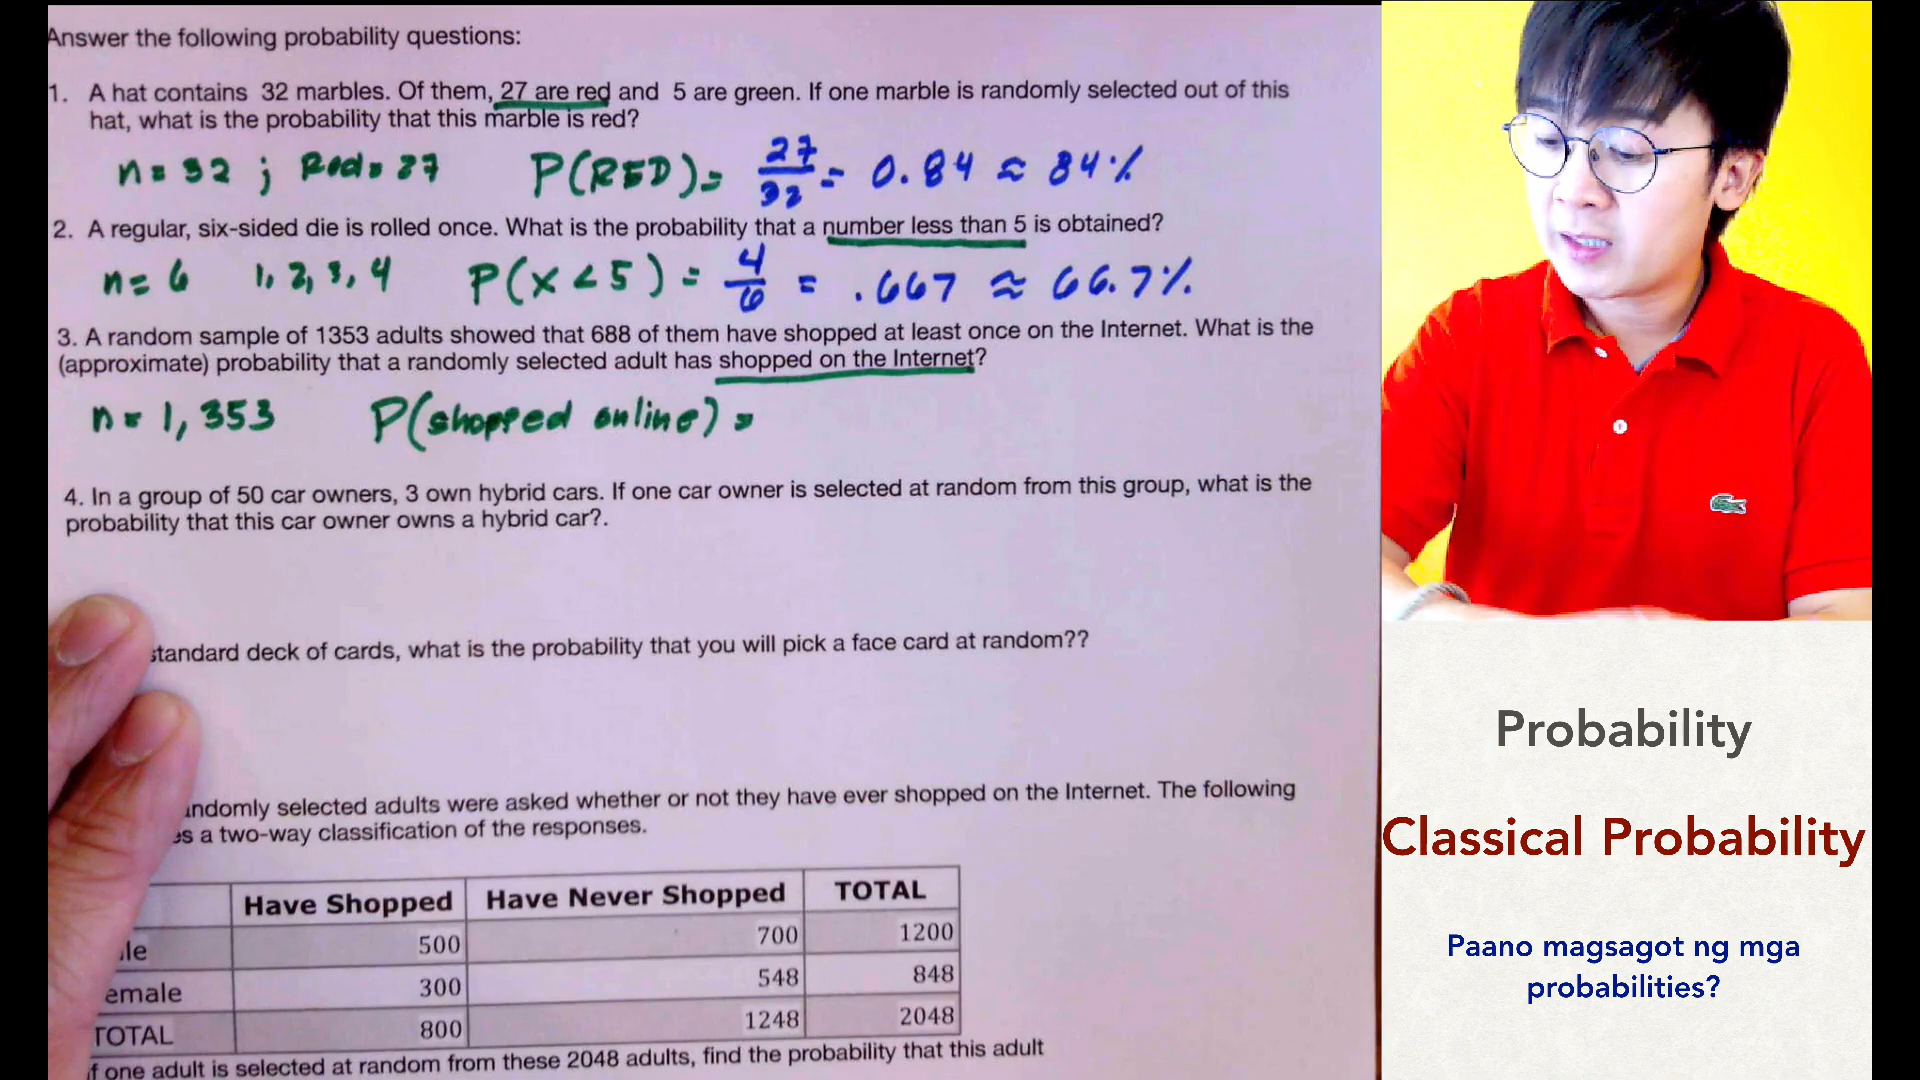 Answer the following probability questions:
1. A hat contains 32 marbles. Of them, 27 are red and 5 are green. If one marble is randomly selected out of this
hat, what is the probability that this marble is red?
n = 32 ; Red = 27 P(RED) = 27/32 = 0.84 ≈ 84%
2. A regular, six-sided die is rolled once. What is the probability that a number less than 5 is obtained?
n = 6 1, 2, 3, 4 P(X < 5) = 4/6 = .667 ≈ 66.7%
3. A random sample of 1353 adults showed that 688 of them have shopped at least once on the Internet. What is the
(approximate) probability that a randomly selected adult has shopped on the Internet?
n = 1,353 P(shopped online) =
4. In a group of 50 car owners, 3 own hybrid cars. If one car owner is selected at random from this group, what is the
probability that this car owner owns a hybrid car?.
standard deck of cards, what is the probability that you will pick a face card at random??
andomly selected adults were asked whether or not they have ever shopped on the Internet. The following
es a two-way classification of the responses.
Have Shopped Have Never Shopped TOTAL
le 500 700 1200
emale 300 548 848
TOTAL 800 1248 2048
f one adult is selected at random from these 2048 adults, find the probability that this adult
Probability
Classical Probability
Paano magsagot ng mga
probabilities?